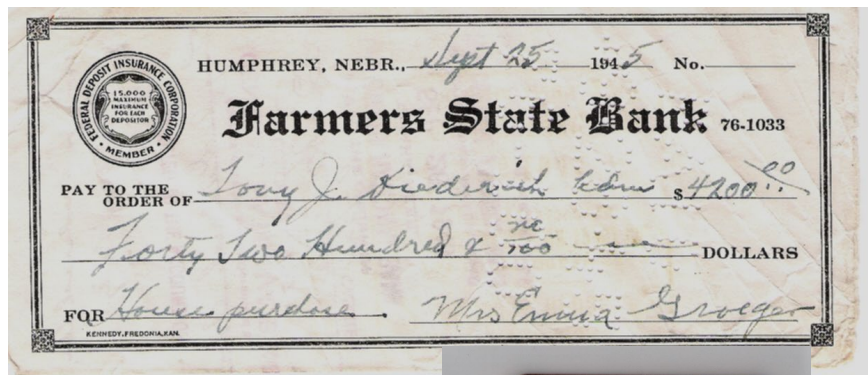 HUMPHREY, NEBR., Sept 25 1945 No.
FEDERAL DEPOSIT INSURANCE CORPORATION
MEMBER
15,000
MAXIMUM
INSURANCE
FOR EACH
DEPOSITOR
Farmers State Bank 76-1033
PAY TO THE
ORDER OF Tony J. $4200.00
Forty Two Hundred & no/100 DOLLARS
FOR House purchase. Mrs Emma Groeger
KENNEDY, FREDONIA, KAN.